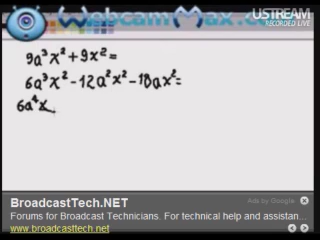 WebcamMax.com
USTREAM
RECORDED LIVE
9a³x²+9x²=
6a³x²-12a²x²-18ax²=
6a⁴x
Ads by Google
BroadcastTech.NET
Forums for Broadcast Technicians. For technical help and assistan...
www.broadcasttech.net